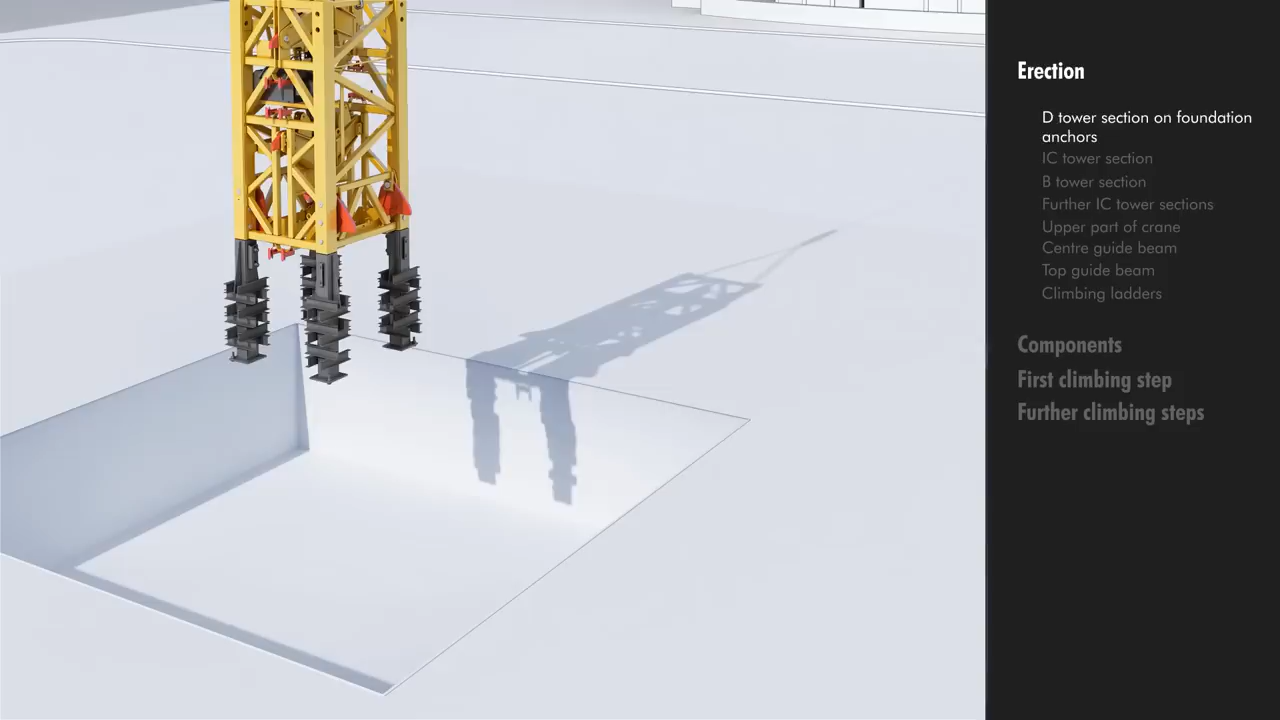 Erection
D tower section on foundation
anchors
IC tower section
B tower section
Further IC tower sections
Upper part of crane
Centre guide beam
Top guide beam
Climbing ladders
Components
First climbing step
Further climbing steps